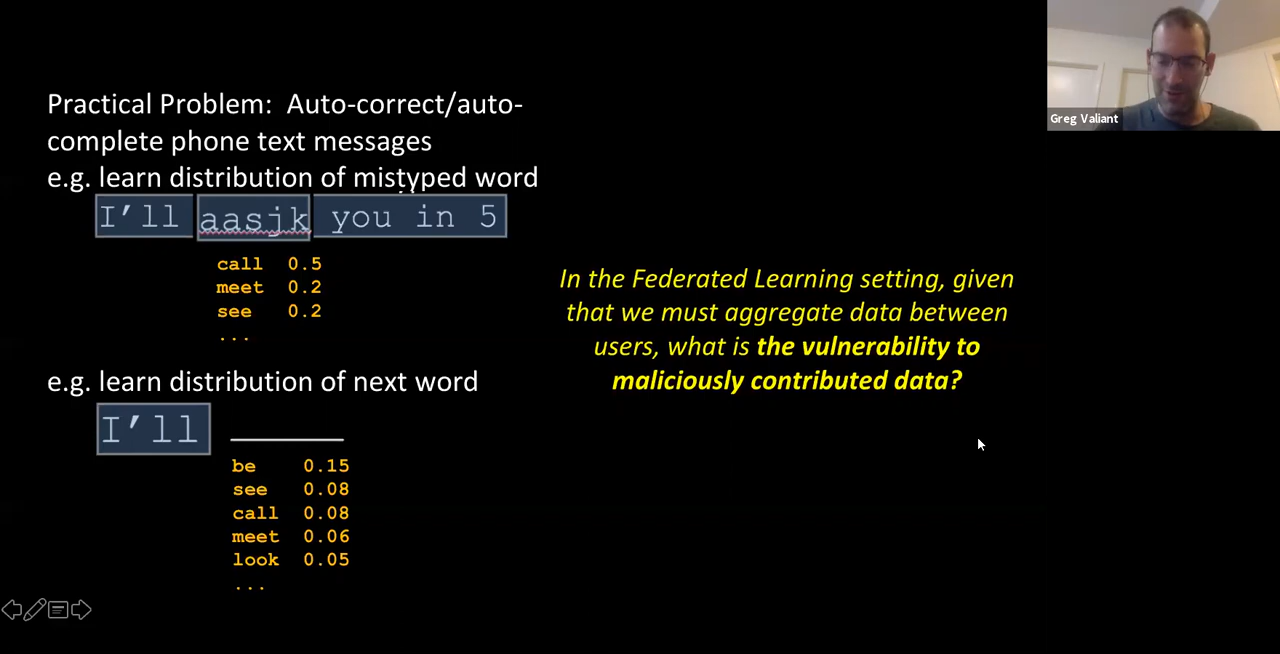 Practical Problem:  Auto-correct/auto-
complete phone text messages
e.g. learn distribution of mistyped word
I'll aasjk you in 5
call 0.5
meet 0.2
see 0.2
...
e.g. learn distribution of next word
I'll
be 0.15
see 0.08
call 0.08
meet 0.06
look 0.05
...
In the Federated Learning setting, given
that we must aggregate data between
users, what is the vulnerability to
maliciously contributed data?
Greg Valiant